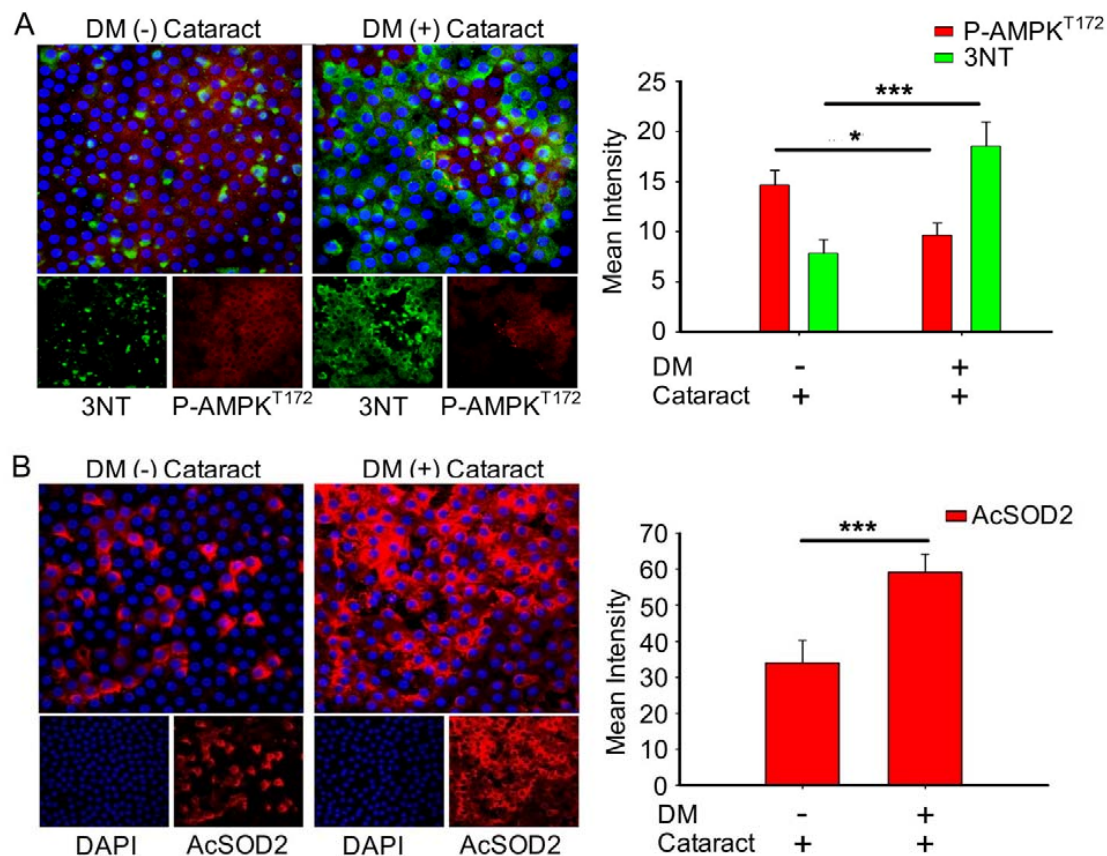 A
DM (-) Cataract
DM (+) Cataract
3NT
P-AMPK^T172
3NT
P-AMPK^T172
P-AMPK^T172
3NT
Mean Intensity
25
20
15
10
5
0
***
*
DM - +
Cataract + +
B
DM (-) Cataract
DM (+) Cataract
DAPI
AcSOD2
DAPI
AcSOD2
AcSOD2
Mean Intensity
70
60
50
40
30
20
10
0
***
DM - +
Cataract + +